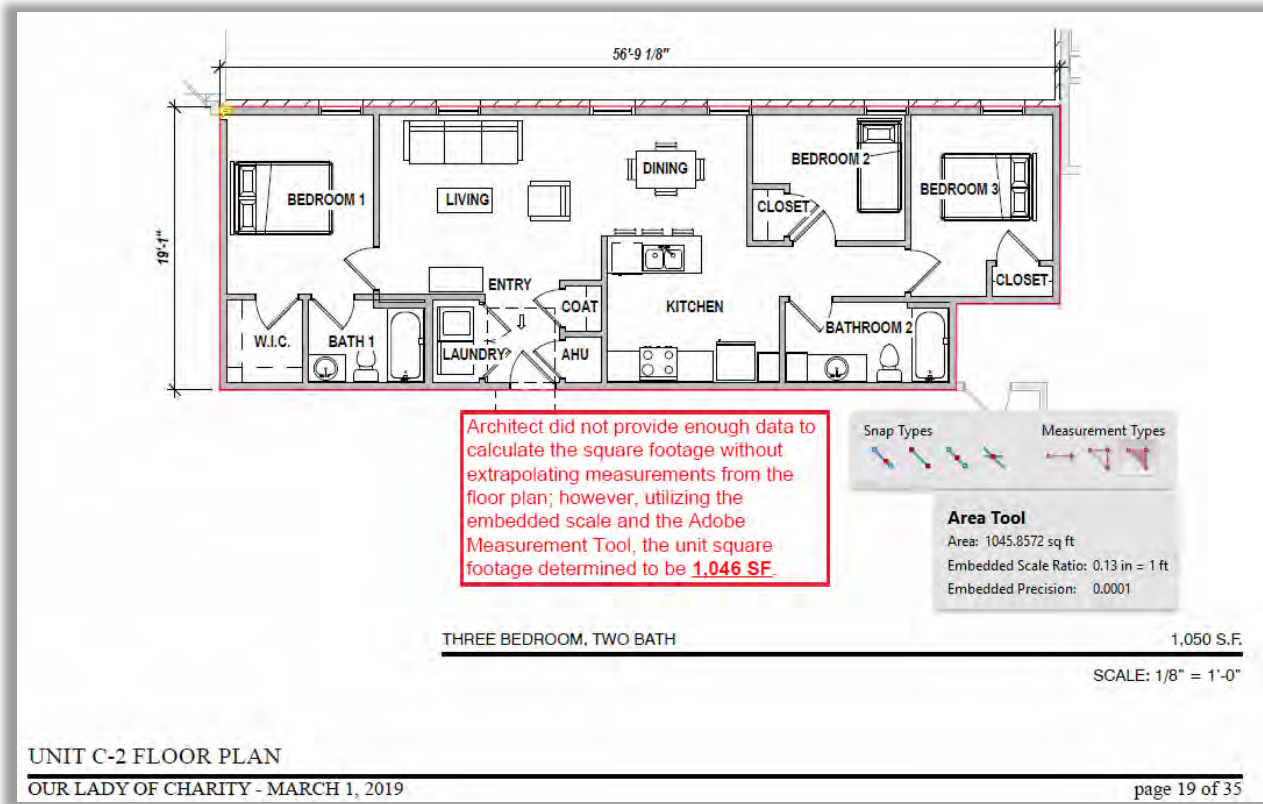 56'-9 1/8"
19'-1"
BEDROOM 1
LIVING
DINING
BEDROOM 2
BEDROOM 3
CLOSET
CLOSET
ENTRY
COAT
KITCHEN
W.I.C.
BATH 1
LAUNDRY
AHU
BATHROOM 2
Architect did not provide enough data to
calculate the square footage without
extrapolating measurements from the
floor plan; however, utilizing the
embedded scale and the Adobe
Measurement Tool, the unit square
footage determined to be 1,046 SF.
Snap Types
Measurement Types
Area Tool
Area: 1045.8572 sq ft
Embedded Scale Ratio: 0.13 in = 1 ft
Embedded Precision: 0.0001
THREE BEDROOM, TWO BATH
1,050 S.F.
SCALE: 1/8" = 1'-0"
UNIT C-2 FLOOR PLAN
OUR LADY OF CHARITY - MARCH 1, 2019
page 19 of 35